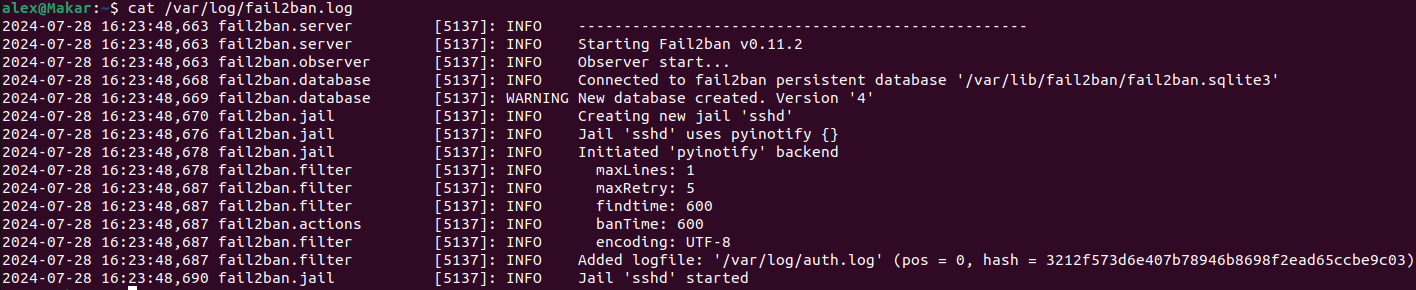 alex@Makar:~$ cat /var/log/fail2ban.log
2024-07-28 16:23:48,663 fail2ban.server         [5137]: INFO    --------------------------------------------------
2024-07-28 16:23:48,663 fail2ban.server         [5137]: INFO    Starting Fail2ban v0.11.2
2024-07-28 16:23:48,663 fail2ban.observer       [5137]: INFO    Observer start...
2024-07-28 16:23:48,668 fail2ban.database       [5137]: INFO    Connected to fail2ban persistent database '/var/lib/fail2ban/fail2ban.sqlite3'
2024-07-28 16:23:48,669 fail2ban.database       [5137]: WARNING New database created. Version '4'
2024-07-28 16:23:48,670 fail2ban.jail           [5137]: INFO    Creating new jail 'sshd'
2024-07-28 16:23:48,676 fail2ban.jail           [5137]: INFO    Jail 'sshd' uses pyinotify {}
2024-07-28 16:23:48,678 fail2ban.jail           [5137]: INFO    Initiated 'pyinotify' backend
2024-07-28 16:23:48,678 fail2ban.filter         [5137]: INFO      maxLines: 1
2024-07-28 16:23:48,687 fail2ban.filter         [5137]: INFO      maxRetry: 5
2024-07-28 16:23:48,687 fail2ban.filter         [5137]: INFO      findtime: 600
2024-07-28 16:23:48,687 fail2ban.actions        [5137]: INFO      banTime: 600
2024-07-28 16:23:48,687 fail2ban.filter         [5137]: INFO      encoding: UTF-8
2024-07-28 16:23:48,687 fail2ban.filter         [5137]: INFO    Added logfile: '/var/log/auth.log' (pos = 0, hash = 3212f573d6e407b78946b8698f2ead65ccbe9c03)
2024-07-28 16:23:48,690 fail2ban.jail           [5137]: INFO    Jail 'sshd' started